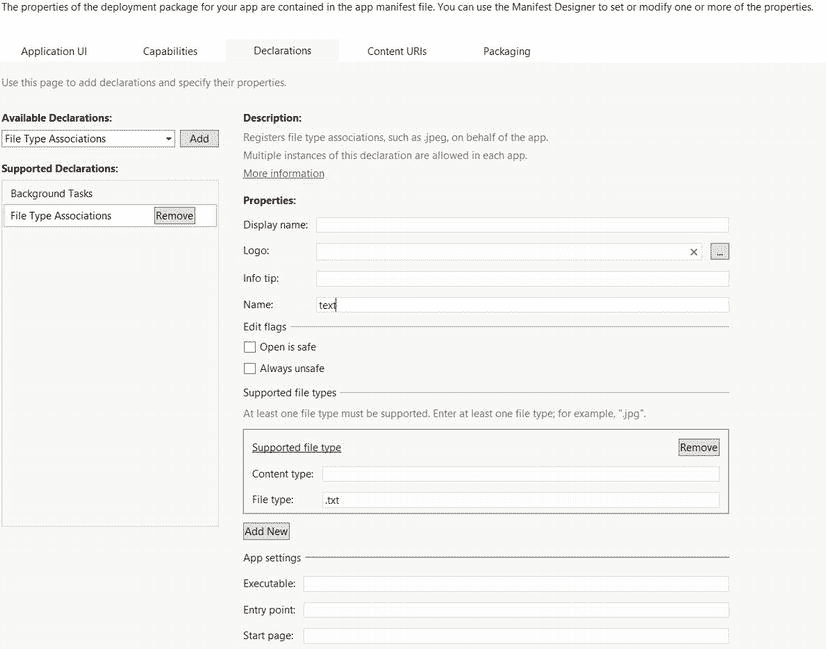 The properties of the deployment package for your app are contained in the app manifest file. You can use the Manifest Designer to set or modify one or more of the properties.
Application UI Capabilities Declarations Content URIs Packaging
Use this page to add declarations and specify their properties.
Available Declarations:
File Type Associations Add
Supported Declarations:
Background Tasks
File Type Associations Remove
Description:
Registers file type associations, such as .jpeg, on behalf of the app.
Multiple instances of this declaration are allowed in each app.
More information
Properties:
Display name:
Logo: ...
Info tip:
Name: text
Edit flags
Open is safe
Always unsafe
Supported file types
At least one file type must be supported. Enter at least one file type; for example, ".jpg".
Supported file type Remove
Content type:
File type: .txt
Add New
App settings
Executable:
Entry point:
Start page: